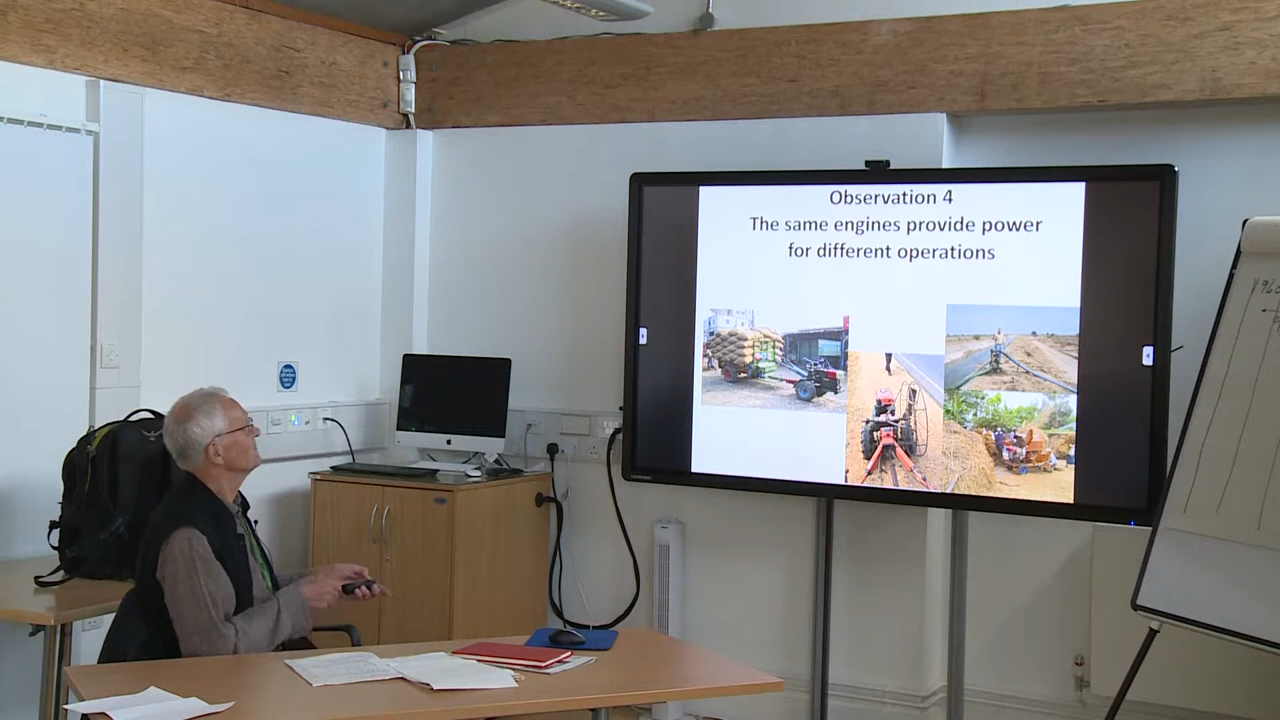 Observation 4
The same engines provide power
for different operations